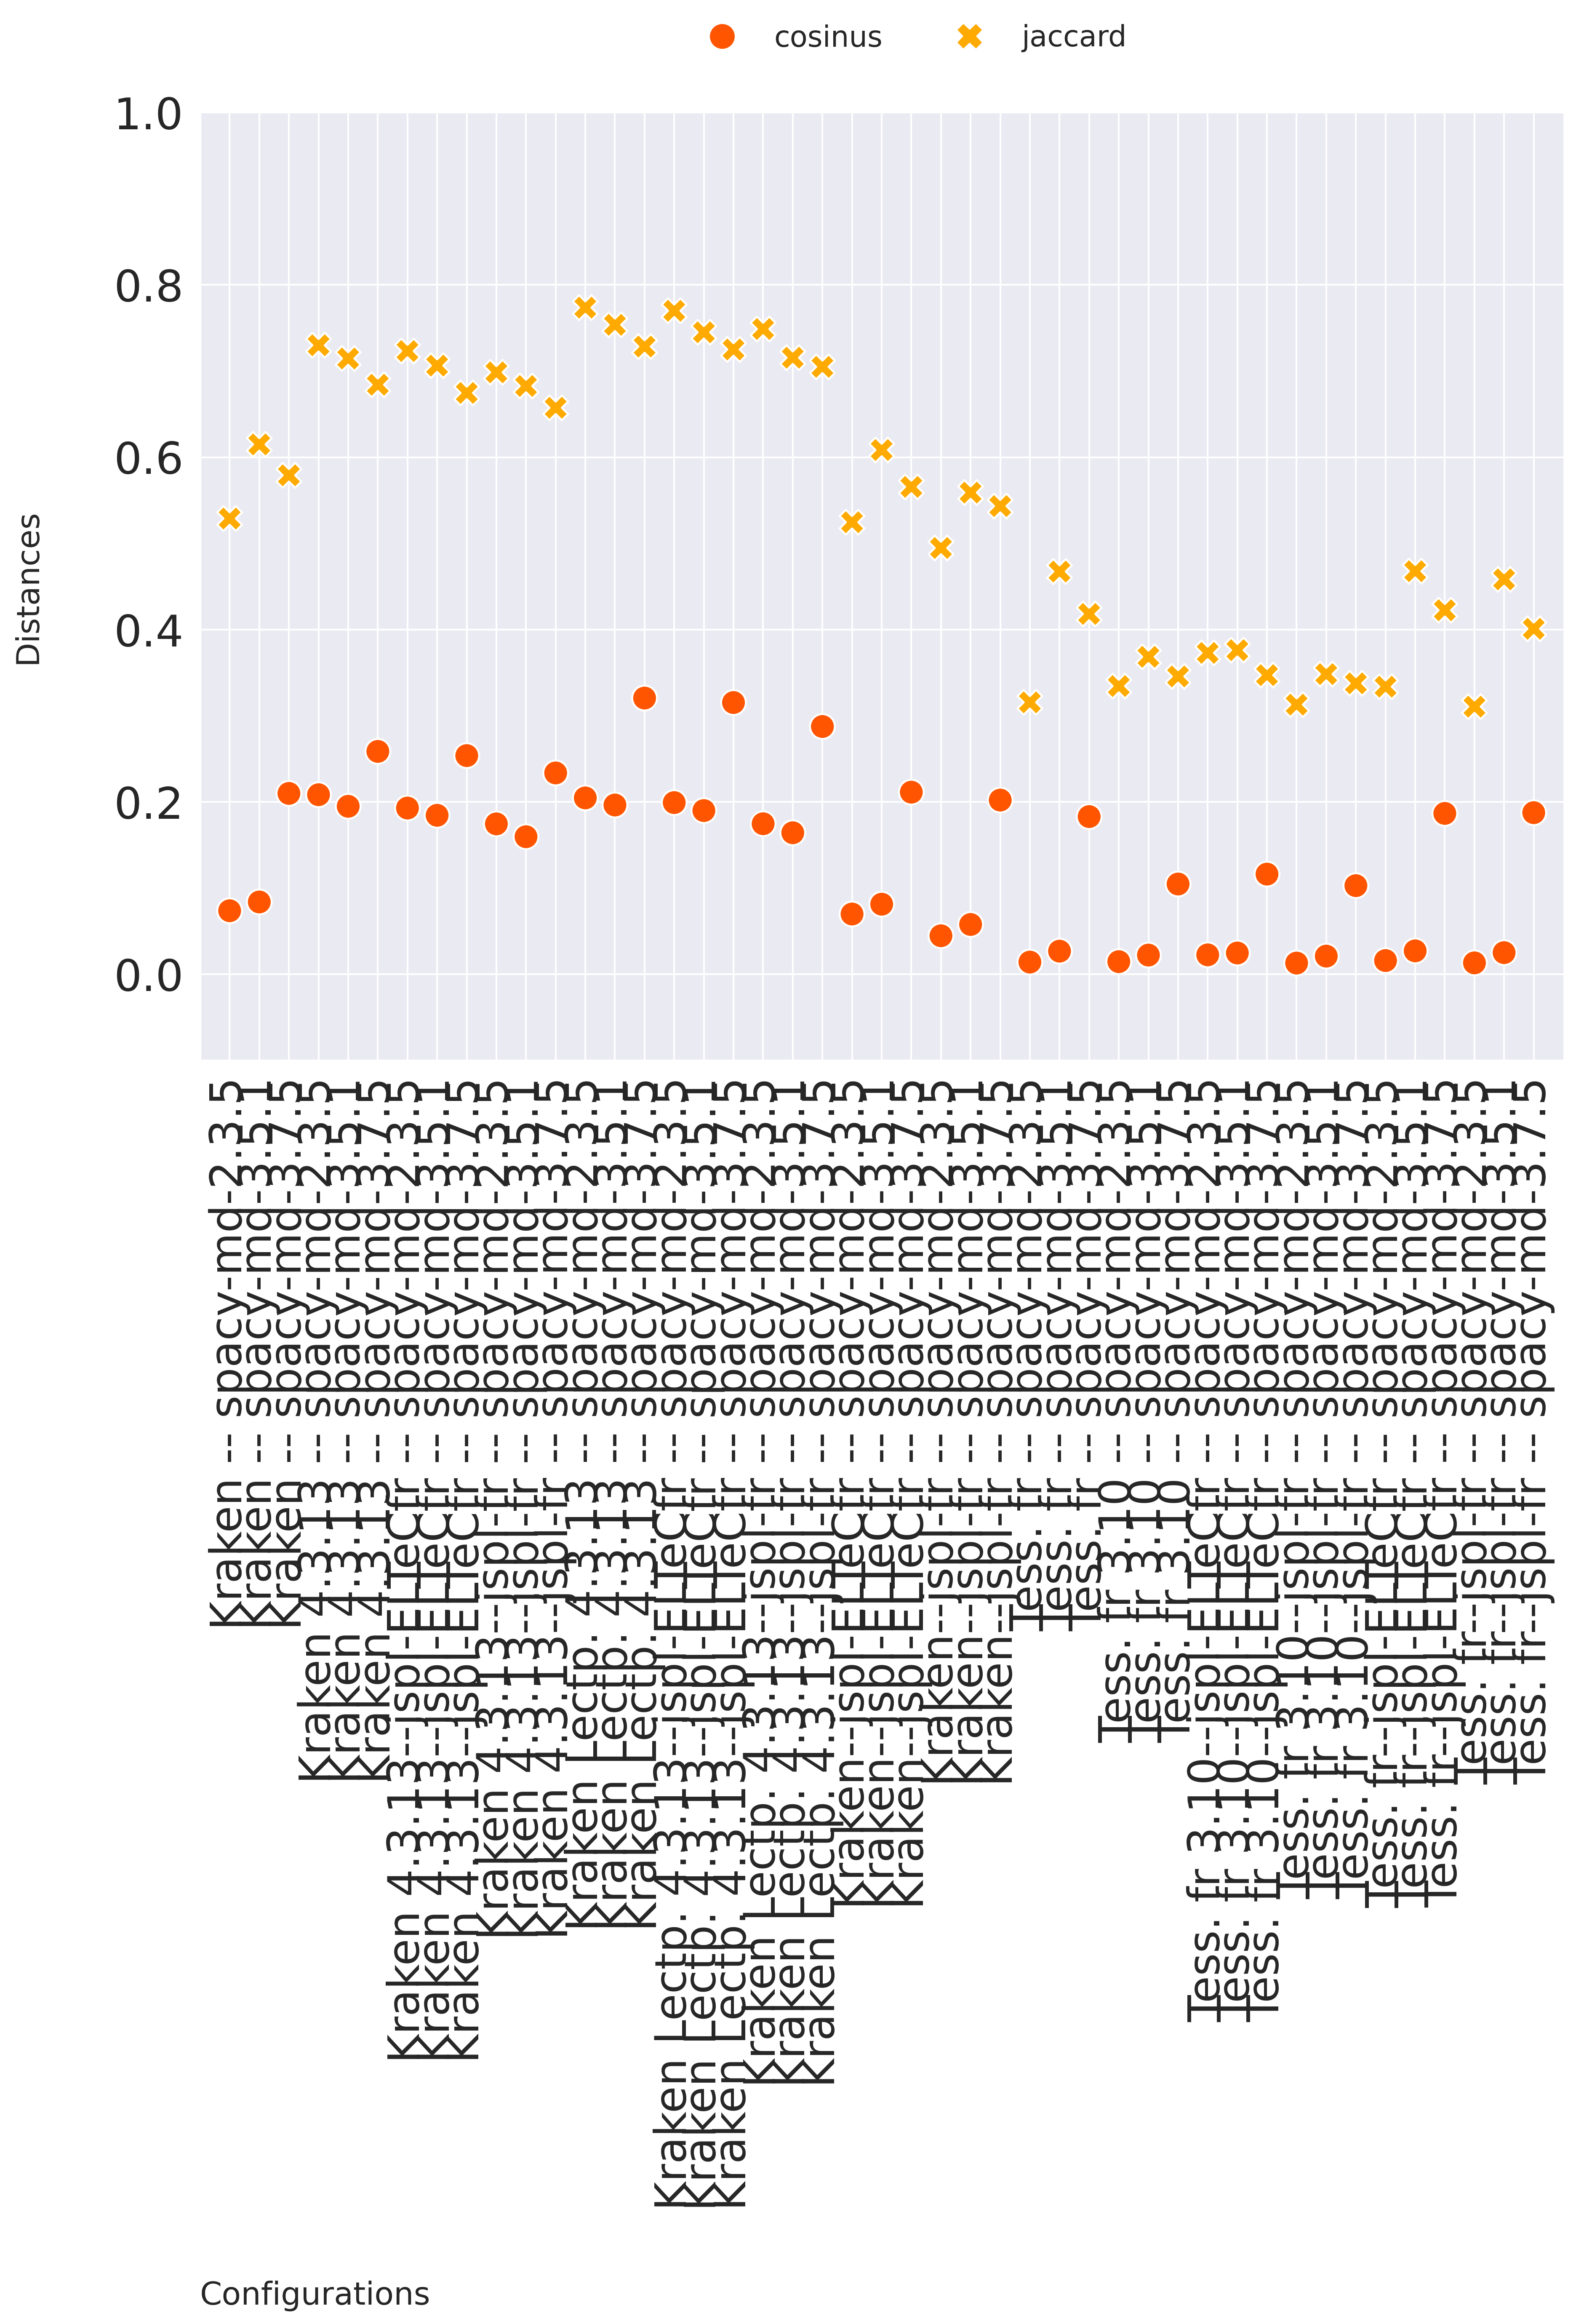 cosinus
jaccard
1.0
0.8
0.6
0.4
0.2
0.0
Distances
Kraken -- spacy-md-2.3.5
Kraken -- spacy-md-3.5.1
Kraken -- spacy-md-3.7.5
Kraken 4.3.13 -- spacy-md-2.3.5
Kraken 4.3.13 -- spacy-md-3.5.1
Kraken 4.3.13 -- spacy-md-3.7.5
Kraken 4.3.13--jspl-ELTeC fr -- spacy-md-2.3.5
Kraken 4.3.13--jspl-ELTeC fr -- spacy-md-3.5.1
Kraken 4.3.13--jspl-ELTeC fr -- spacy-md-3.7.5
Kraken 4.3.13--jspl fr -- spacy-md-2.3.5
Kraken 4.3.13--jspl fr -- spacy-md-3.5.1
Kraken 4.3.13--jspl fr -- spacy-md-3.7.5
Kraken Lectp. 4.3.13 -- spacy-md-2.3.5
Kraken Lectp. 4.3.13 -- spacy-md-3.5.1
Kraken Lectp. 4.3.13 -- spacy-md-3.7.5
Kraken Lectp. 4.3.13--jspl-ELTeC fr -- spacy-md-2.3.5
Kraken Lectp. 4.3.13--jspl-ELTeC fr -- spacy-md-3.5.1
Kraken Lectp. 4.3.13--jspl-ELTeC fr -- spacy-md-3.7.5
Kraken Lectp. 4.3.13--jspl fr -- spacy-md-2.3.5
Kraken Lectp. 4.3.13--jspl fr -- spacy-md-3.5.1
Kraken Lectp. 4.3.13--jspl fr -- spacy-md-3.7.5
Kraken--jspl-ELTeC fr -- spacy-md-2.3.5
Kraken--jspl-ELTeC fr -- spacy-md-3.5.1
Kraken--jspl-ELTeC fr -- spacy-md-3.7.5
Kraken--jspl fr -- spacy-md-2.3.5
Kraken--jspl fr -- spacy-md-3.5.1
Kraken--jspl fr -- spacy-md-3.7.5
Tess. fr -- spacy-md-2.3.5
Tess. fr -- spacy-md-3.5.1
Tess. fr -- spacy-md-3.7.5
Tess. fr 3.10 -- spacy-md-2.3.5
Tess. fr 3.10 -- spacy-md-3.5.1
Tess. fr 3.10 -- spacy-md-3.7.5
Tess. fr 3.10--jspl-ELTeC fr -- spacy-md-2.3.5
Tess. fr 3.10--jspl-ELTeC fr -- spacy-md-3.5.1
Tess. fr 3.10--jspl-ELTeC fr -- spacy-md-3.7.5
Tess. fr 3.10--jspl fr -- spacy-md-2.3.5
Tess. fr 3.10--jspl fr -- spacy-md-3.5.1
Tess. fr 3.10--jspl fr -- spacy-md-3.7.5
Tess. fr--jspl-ELTeC fr -- spacy-md-2.3.5
Tess. fr--jspl-ELTeC fr -- spacy-md-3.5.1
Tess. fr--jspl-ELTeC fr -- spacy-md-3.7.5
Tess. fr--jspl fr -- spacy-md-2.3.5
Tess. fr--jspl fr -- spacy-md-3.5.1
Tess. fr--jspl fr -- spacy-md-3.7.5
Configurations